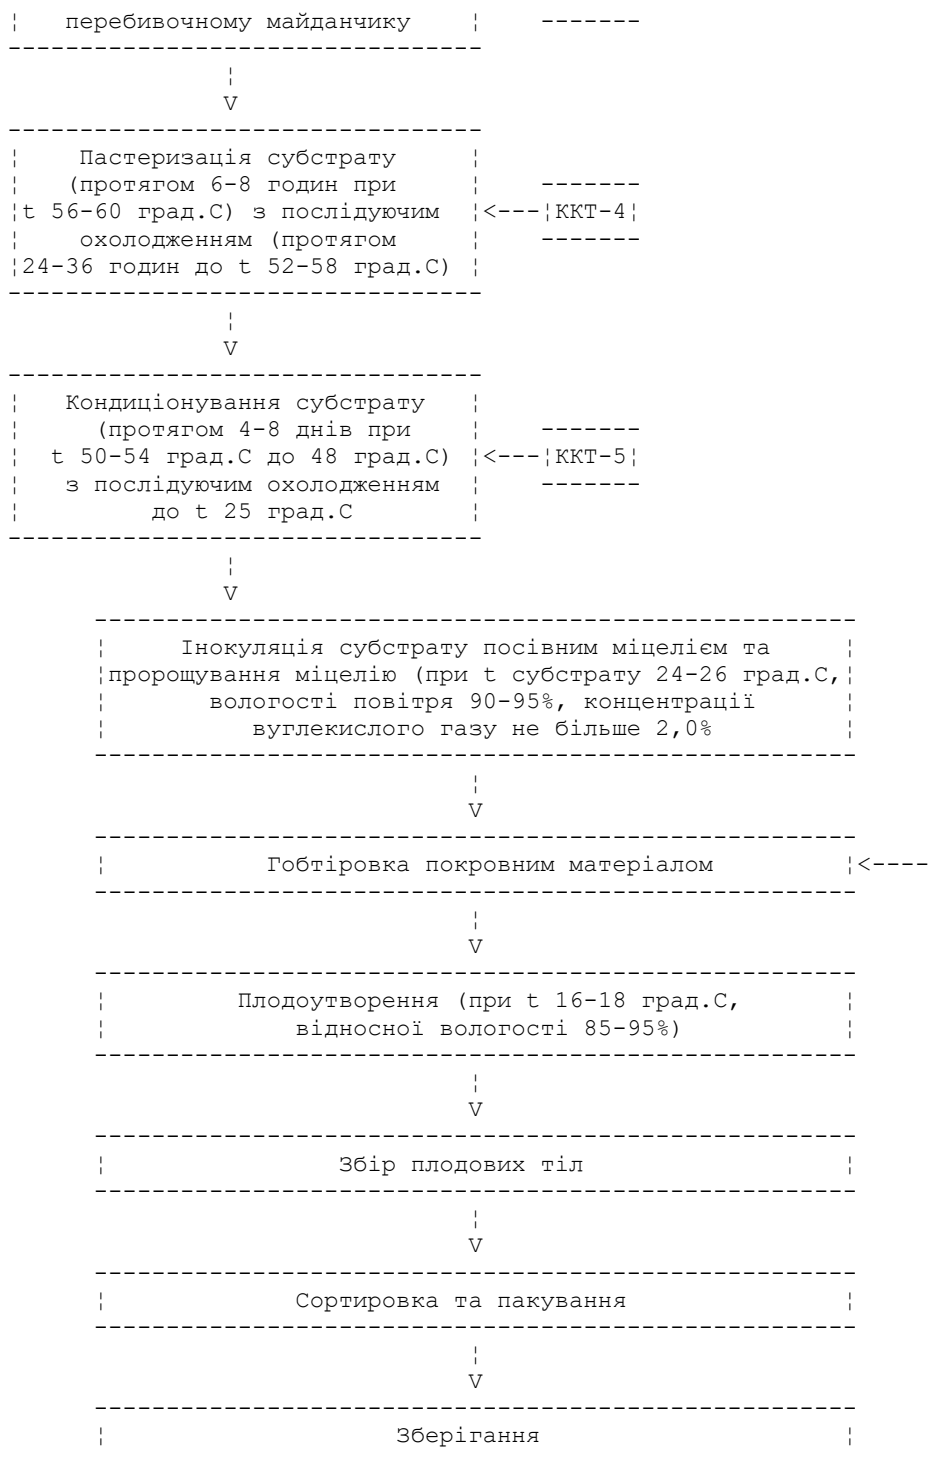 ¦   перебивочному майданчику    ¦    -------
---------------------------------
¦
V
---------------------------------
¦    Пастеризація субстрату     ¦
¦   (протягом 6-8 годин при     ¦    -------
¦t 56-60 град.С) з послідуючим  ¦<---¦ККТ-4¦
¦    охолодженням (протягом     ¦    -------
¦24-36 годин до t 52-58 град.С) ¦
---------------------------------
¦
V
---------------------------------
¦   Кондиціонування субстрату   ¦
¦     (протягом 4-8 днів при    ¦    -------
¦  t 50-54 град.С до 48 град.С) ¦<---¦ККТ-5¦
¦   з послідуючим охолодженням  ¦    -------
¦         до t 25 град.С        ¦
---------------------------------
¦
V
-----------------------------------------------------
¦     Інокуляція субстрату посівним міцелієм та     ¦
¦пророщування міцелію (при t субстрату 24-26 град.С,¦
¦       вологості повітря 90-95%, концентрації      ¦
¦          вуглекислого газу не більше 2,0%         ¦
-----------------------------------------------------
¦
V
-----------------------------------------------------
¦           Гобтіровка покровним матеріалом         ¦<----
-----------------------------------------------------
¦
V
-----------------------------------------------------
¦         Плодоутворення (при t 16-18 град.С,       ¦
¦             відносної вологості 85-95%)           ¦
-----------------------------------------------------
¦
V
-----------------------------------------------------
¦                Збір плодових тіл                  ¦
-----------------------------------------------------
¦
V
-----------------------------------------------------
¦             Сортировка та пакування               ¦
-----------------------------------------------------
¦
V
-----------------------------------------------------
¦                    Зберігання                     ¦